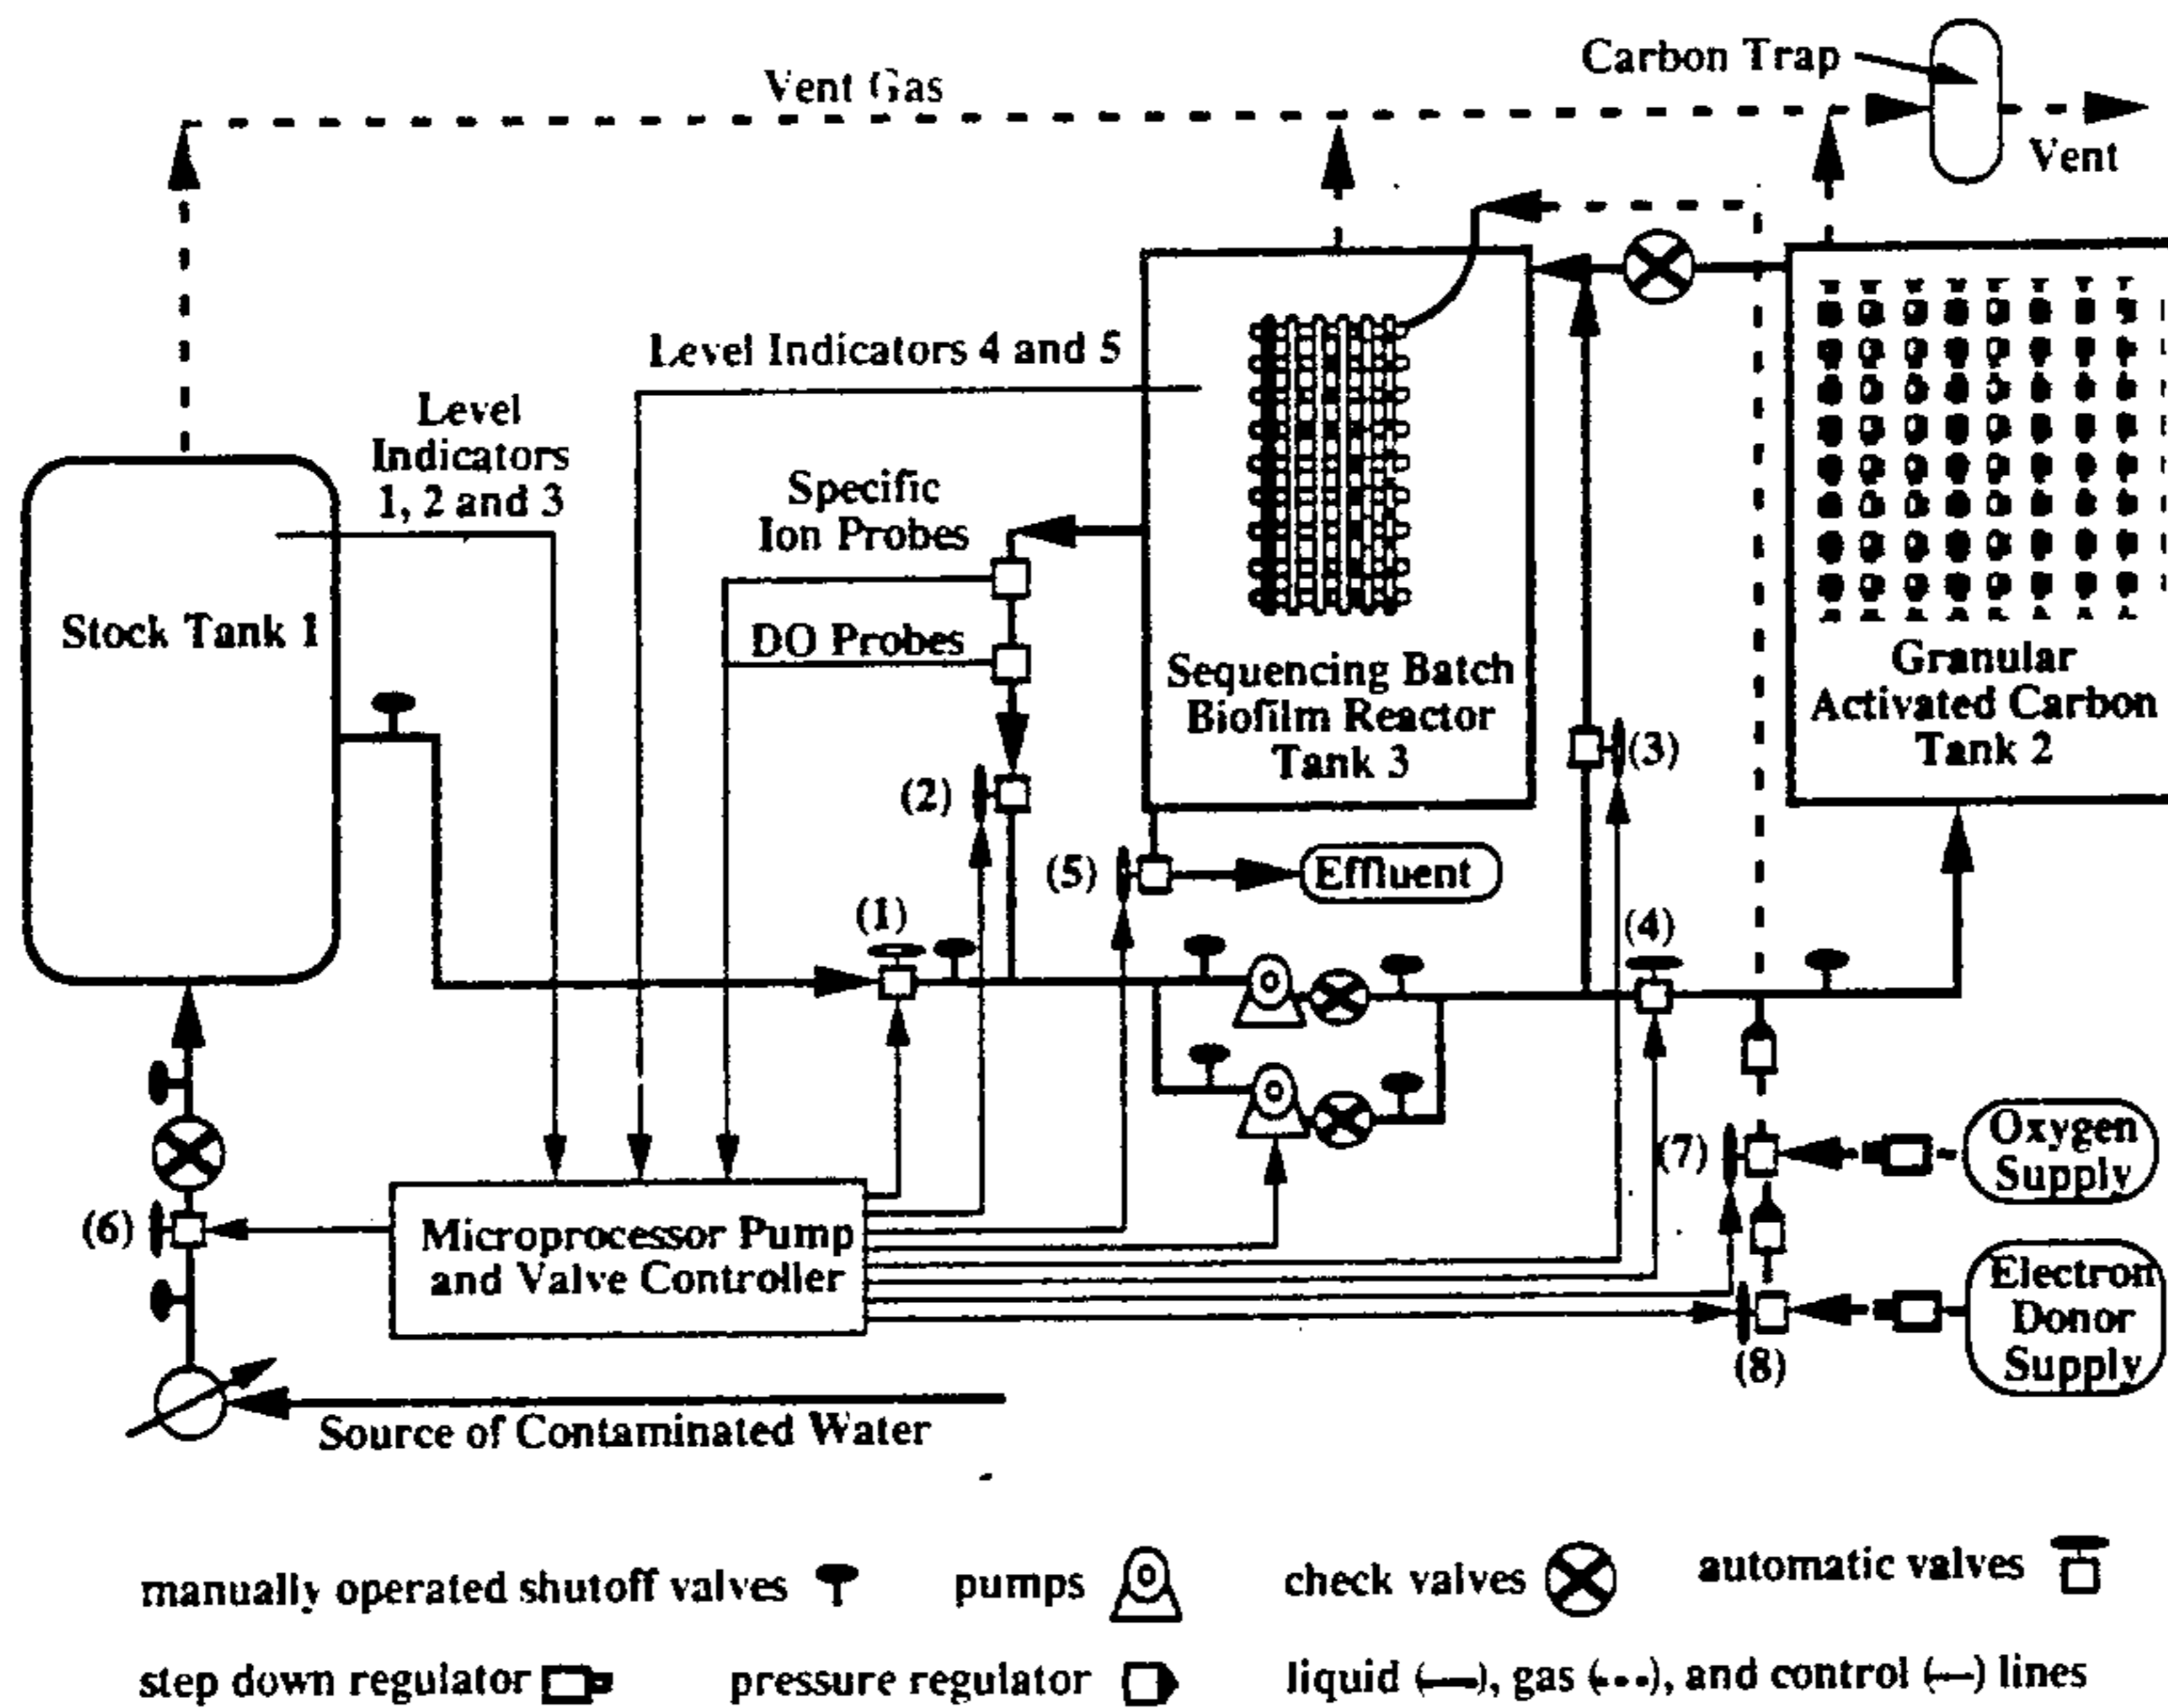 Carbon Trap
Vent Gas
Vent
Level Indicators 4 and 5
Level
Indicators
1, 2 and 3
Specific
Ion Probes
Stock Tank 1
DO Probes
Sequencing Batch
Biofilm Reactor
Tank 3
Granular
Activated Carbon
Tank 2
(3)
(2)
(5)
Effluent
(1)
(4)
(7)
Oxygen
Supply
(6)
Microprocessor Pump
and Valve Controller
Electron
Donor
Supply
(8)
Source of Contaminated Water
manually operated shutoff valves
pumps
check valves
automatic valves
step down regulator
pressure regulator
liquid (—), gas (---), and control (—) lines